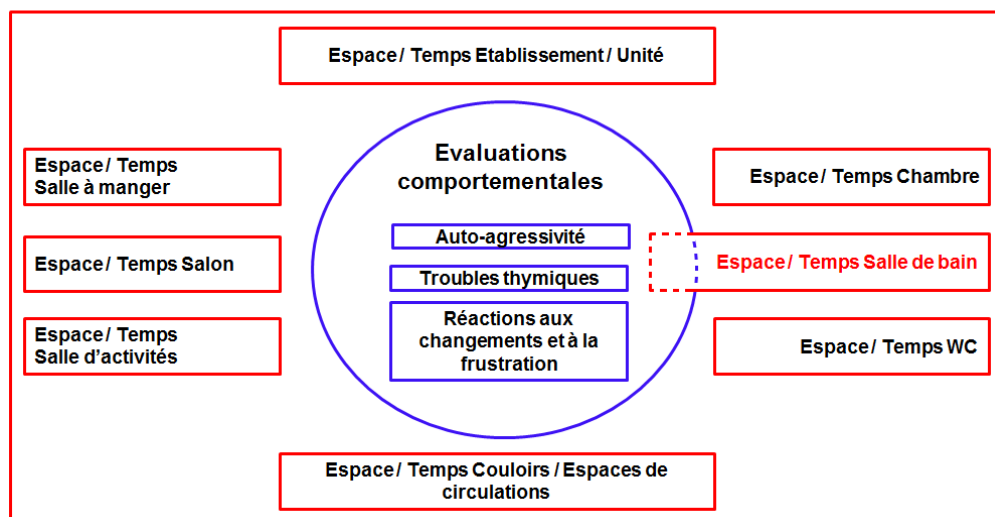 Espace / Temps Etablissement / Unité
Evaluations
comportementales
Espace / Temps
Salle à manger
Espace / Temps Salon
Espace / Temps
Salle d'activités
Auto-agressivité
Troubles thymiques
Réactions aux
changements et à la
frustration
Espace / Temps Chambre
Espace / Temps Salle de bain
Espace / Temps WC
Espace / Temps Couloirs / Espaces de
circulations